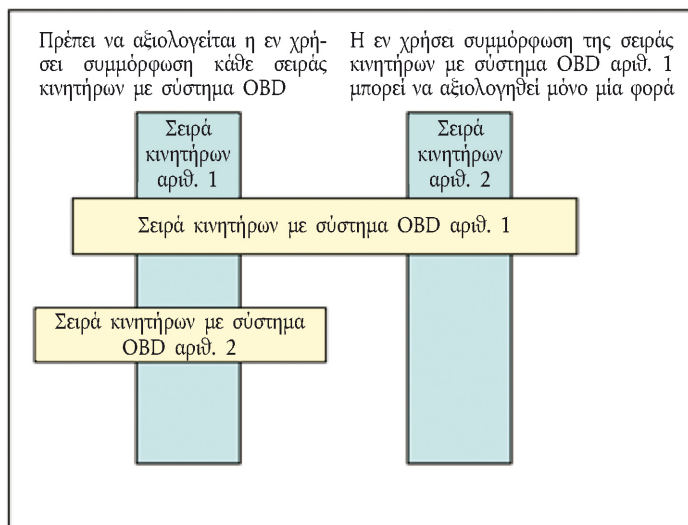 Πρέπει να αξιολογείται η εν χρή-
σει συμμόρφωση κάθε σειράς
κινητήρων με σύστημα OBD
Η εν χρήσει συμμόρφωση της σειράς
κινητήρων με σύστημα OBD αριθ. 1
μπορεί να αξιολογηθεί μόνο μία φορά
Σειρά
κινητήρων
αριθ. 1
Σειρά
κινητήρων
αριθ. 2
Σειρά κινητήρων με σύστημα OBD αριθ. 1
Σειρά κινητήρων με σύστημα
OBD αριθ. 2